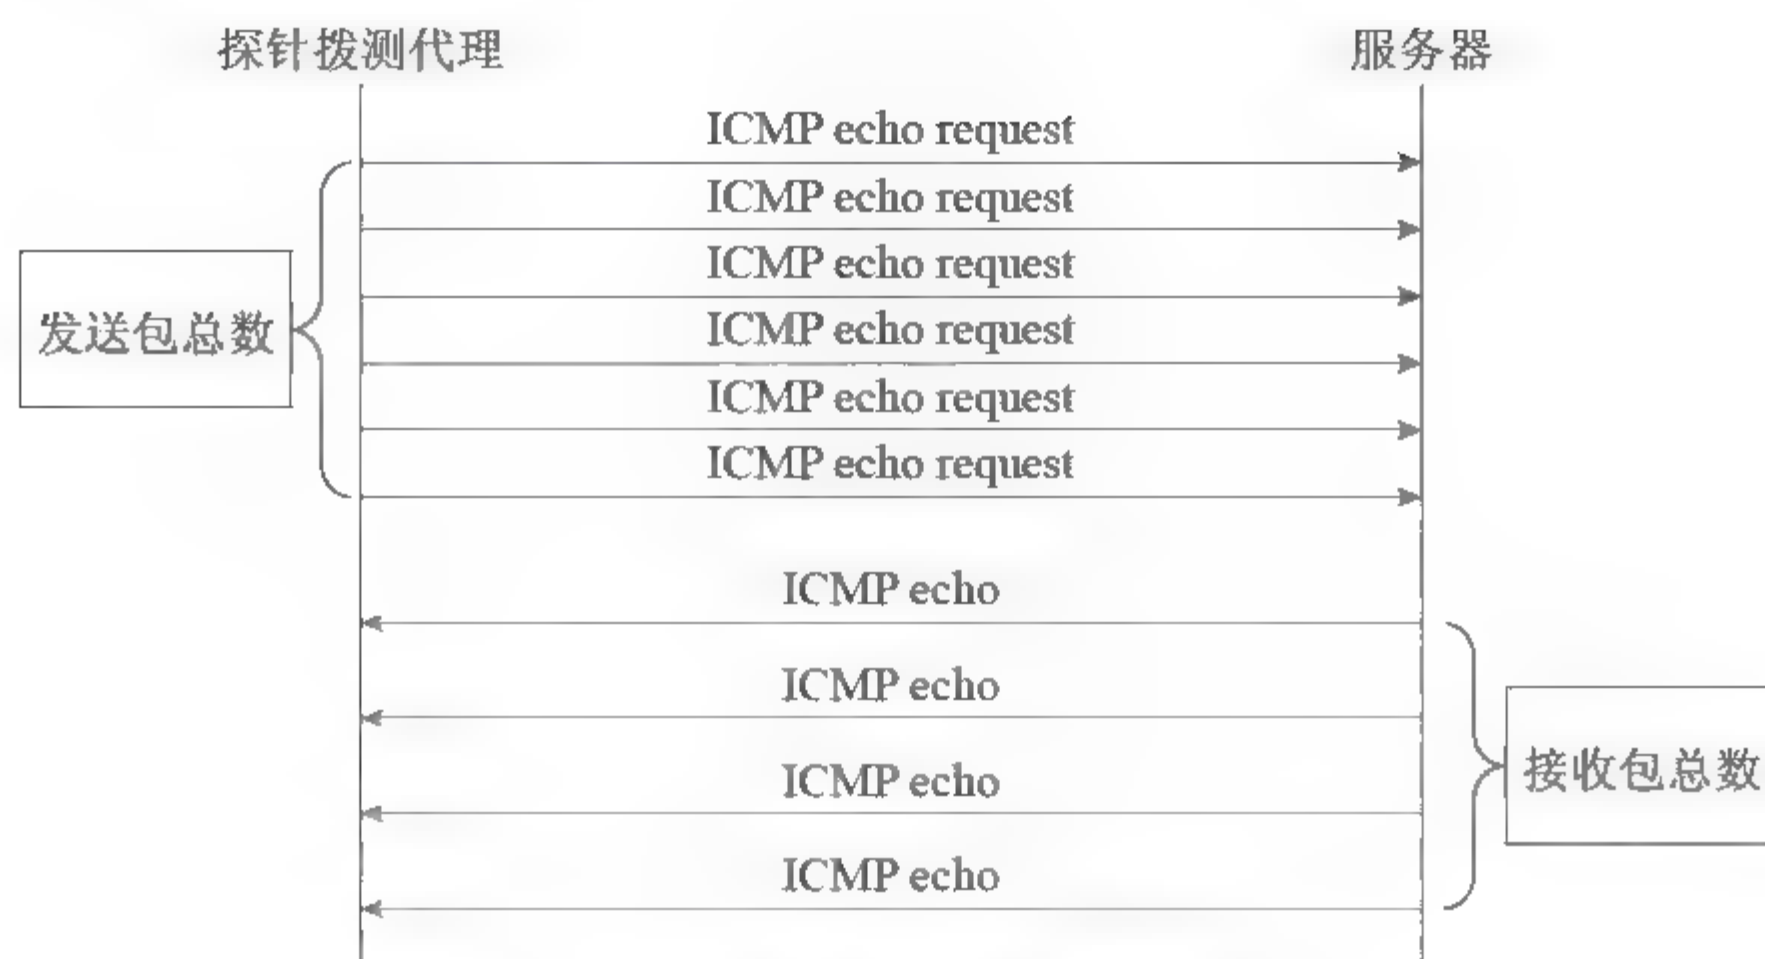 探针拨测代理
服务器
ICMP echo request
ICMP echo request
ICMP echo request
发送包总数
ICMP echo request
ICMP echo request
ICMP echo request
ICMP echo
ICMP echo
ICMP echo
接收包总数
ICMP echo